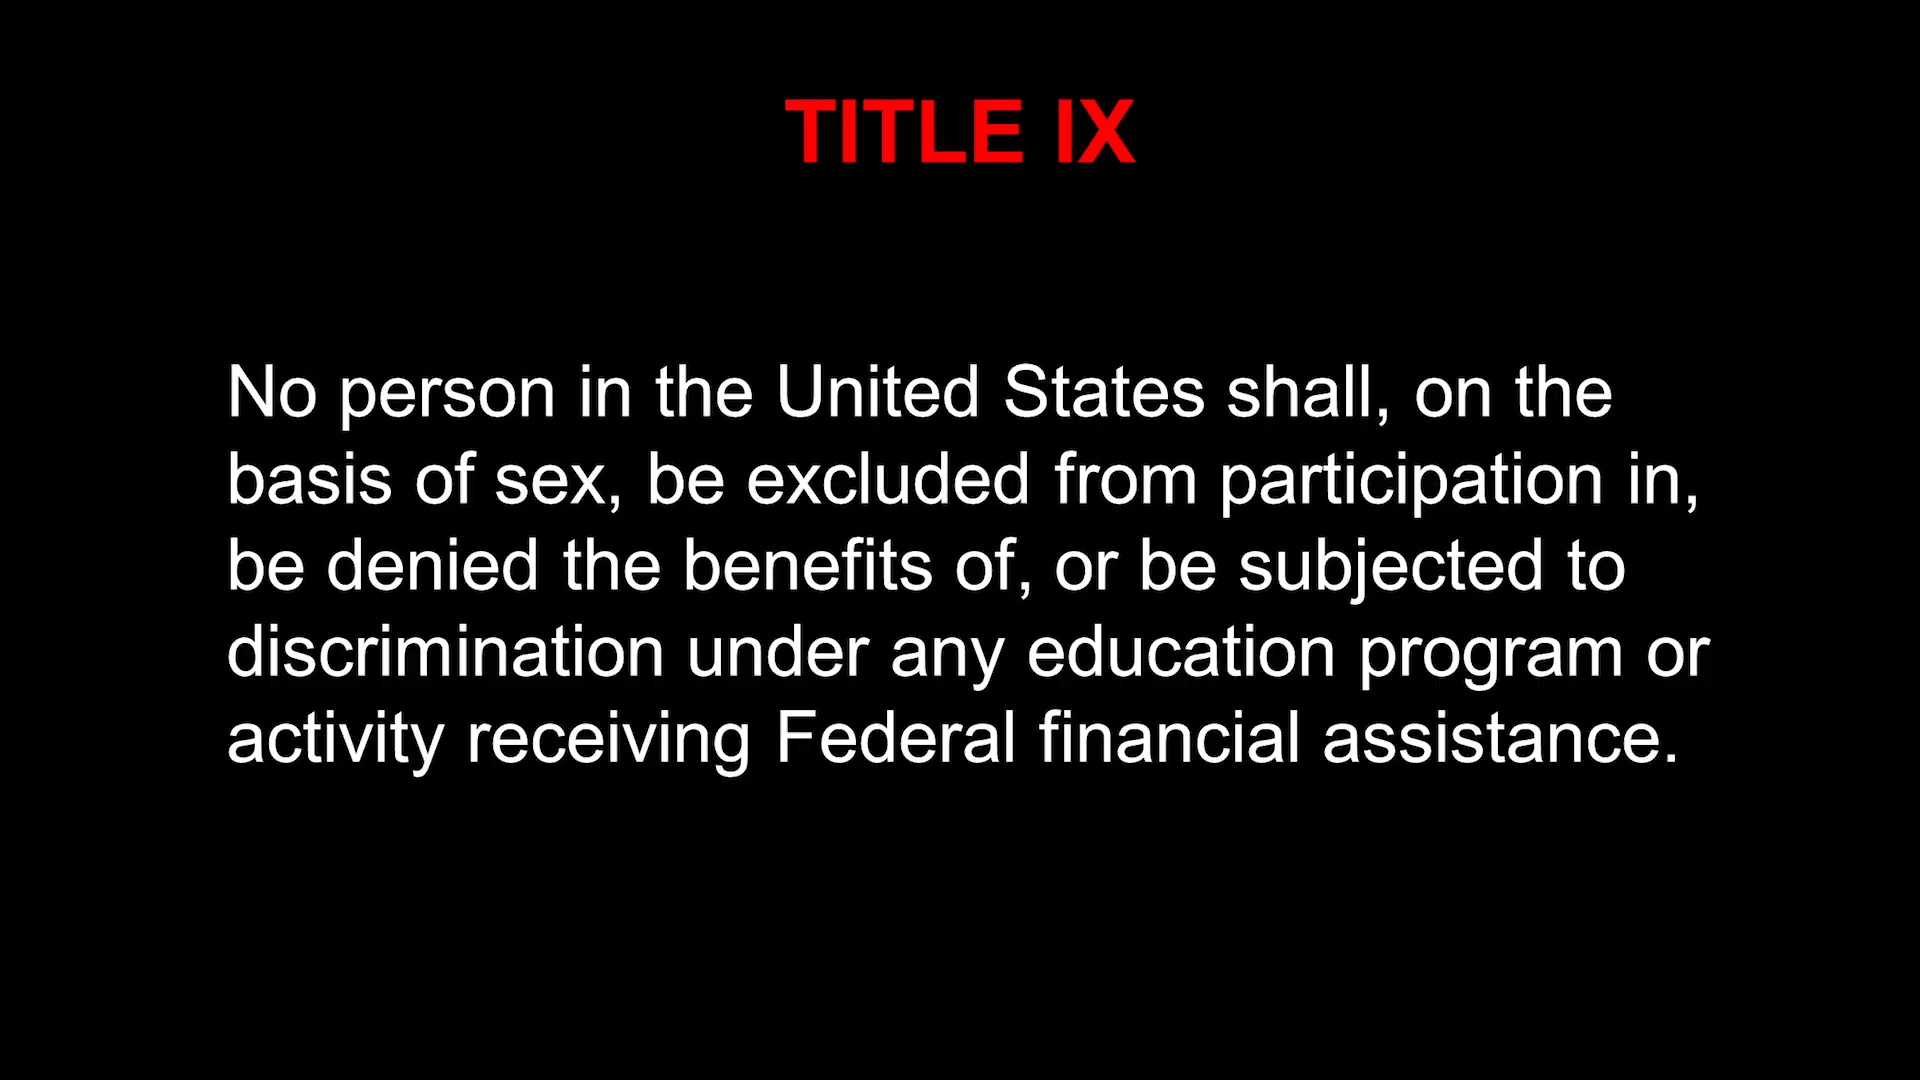 TITLE IX
No person in the United States shall, on the
basis of sex, be excluded from participation in,
be denied the benefits of, or be subjected to
discrimination under any education program or
activity receiving Federal financial assistance.